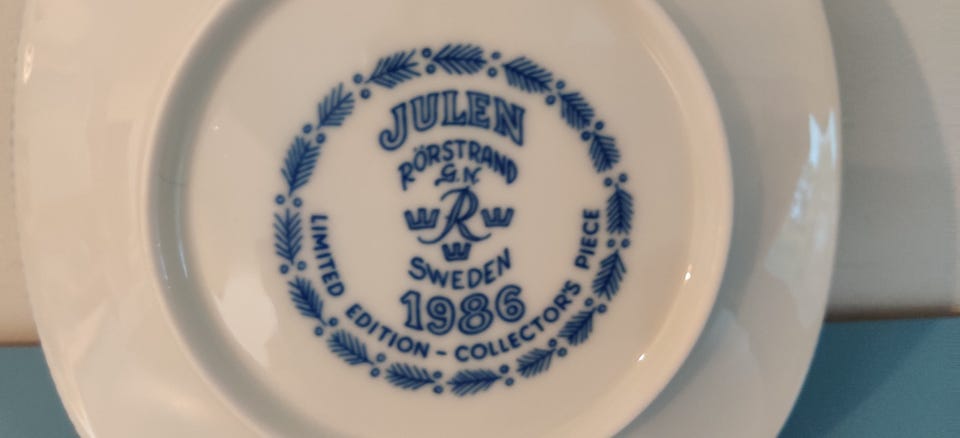 JULEN
RÖRSTRAND
G.N.
R
SWEDEN
1986
LIMITED EDITION - COLLECTOR'S PIECE